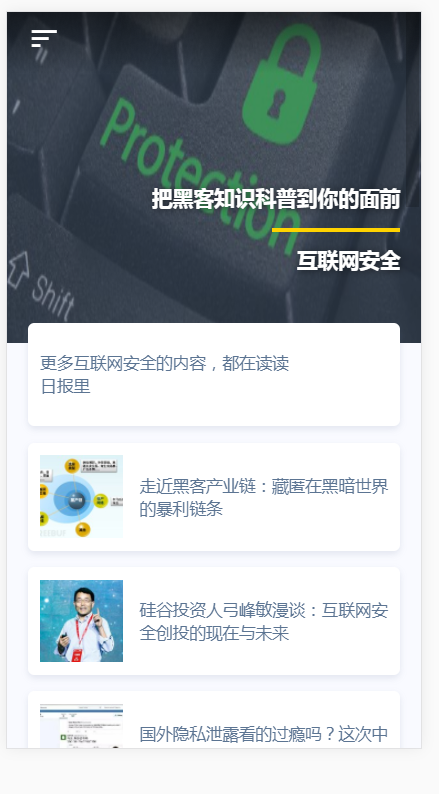 Protection
Shift
把黑客知识科普到你的面前
互联网安全
更多互联网安全的内容，都在读读
日报里
走近黑客产业链：藏匿在黑暗世界
的暴利链条
硅谷投资人弓峰敏漫谈：互联网安
全创投的现在与未来
国外隐私泄露看的过瘾吗？这次中